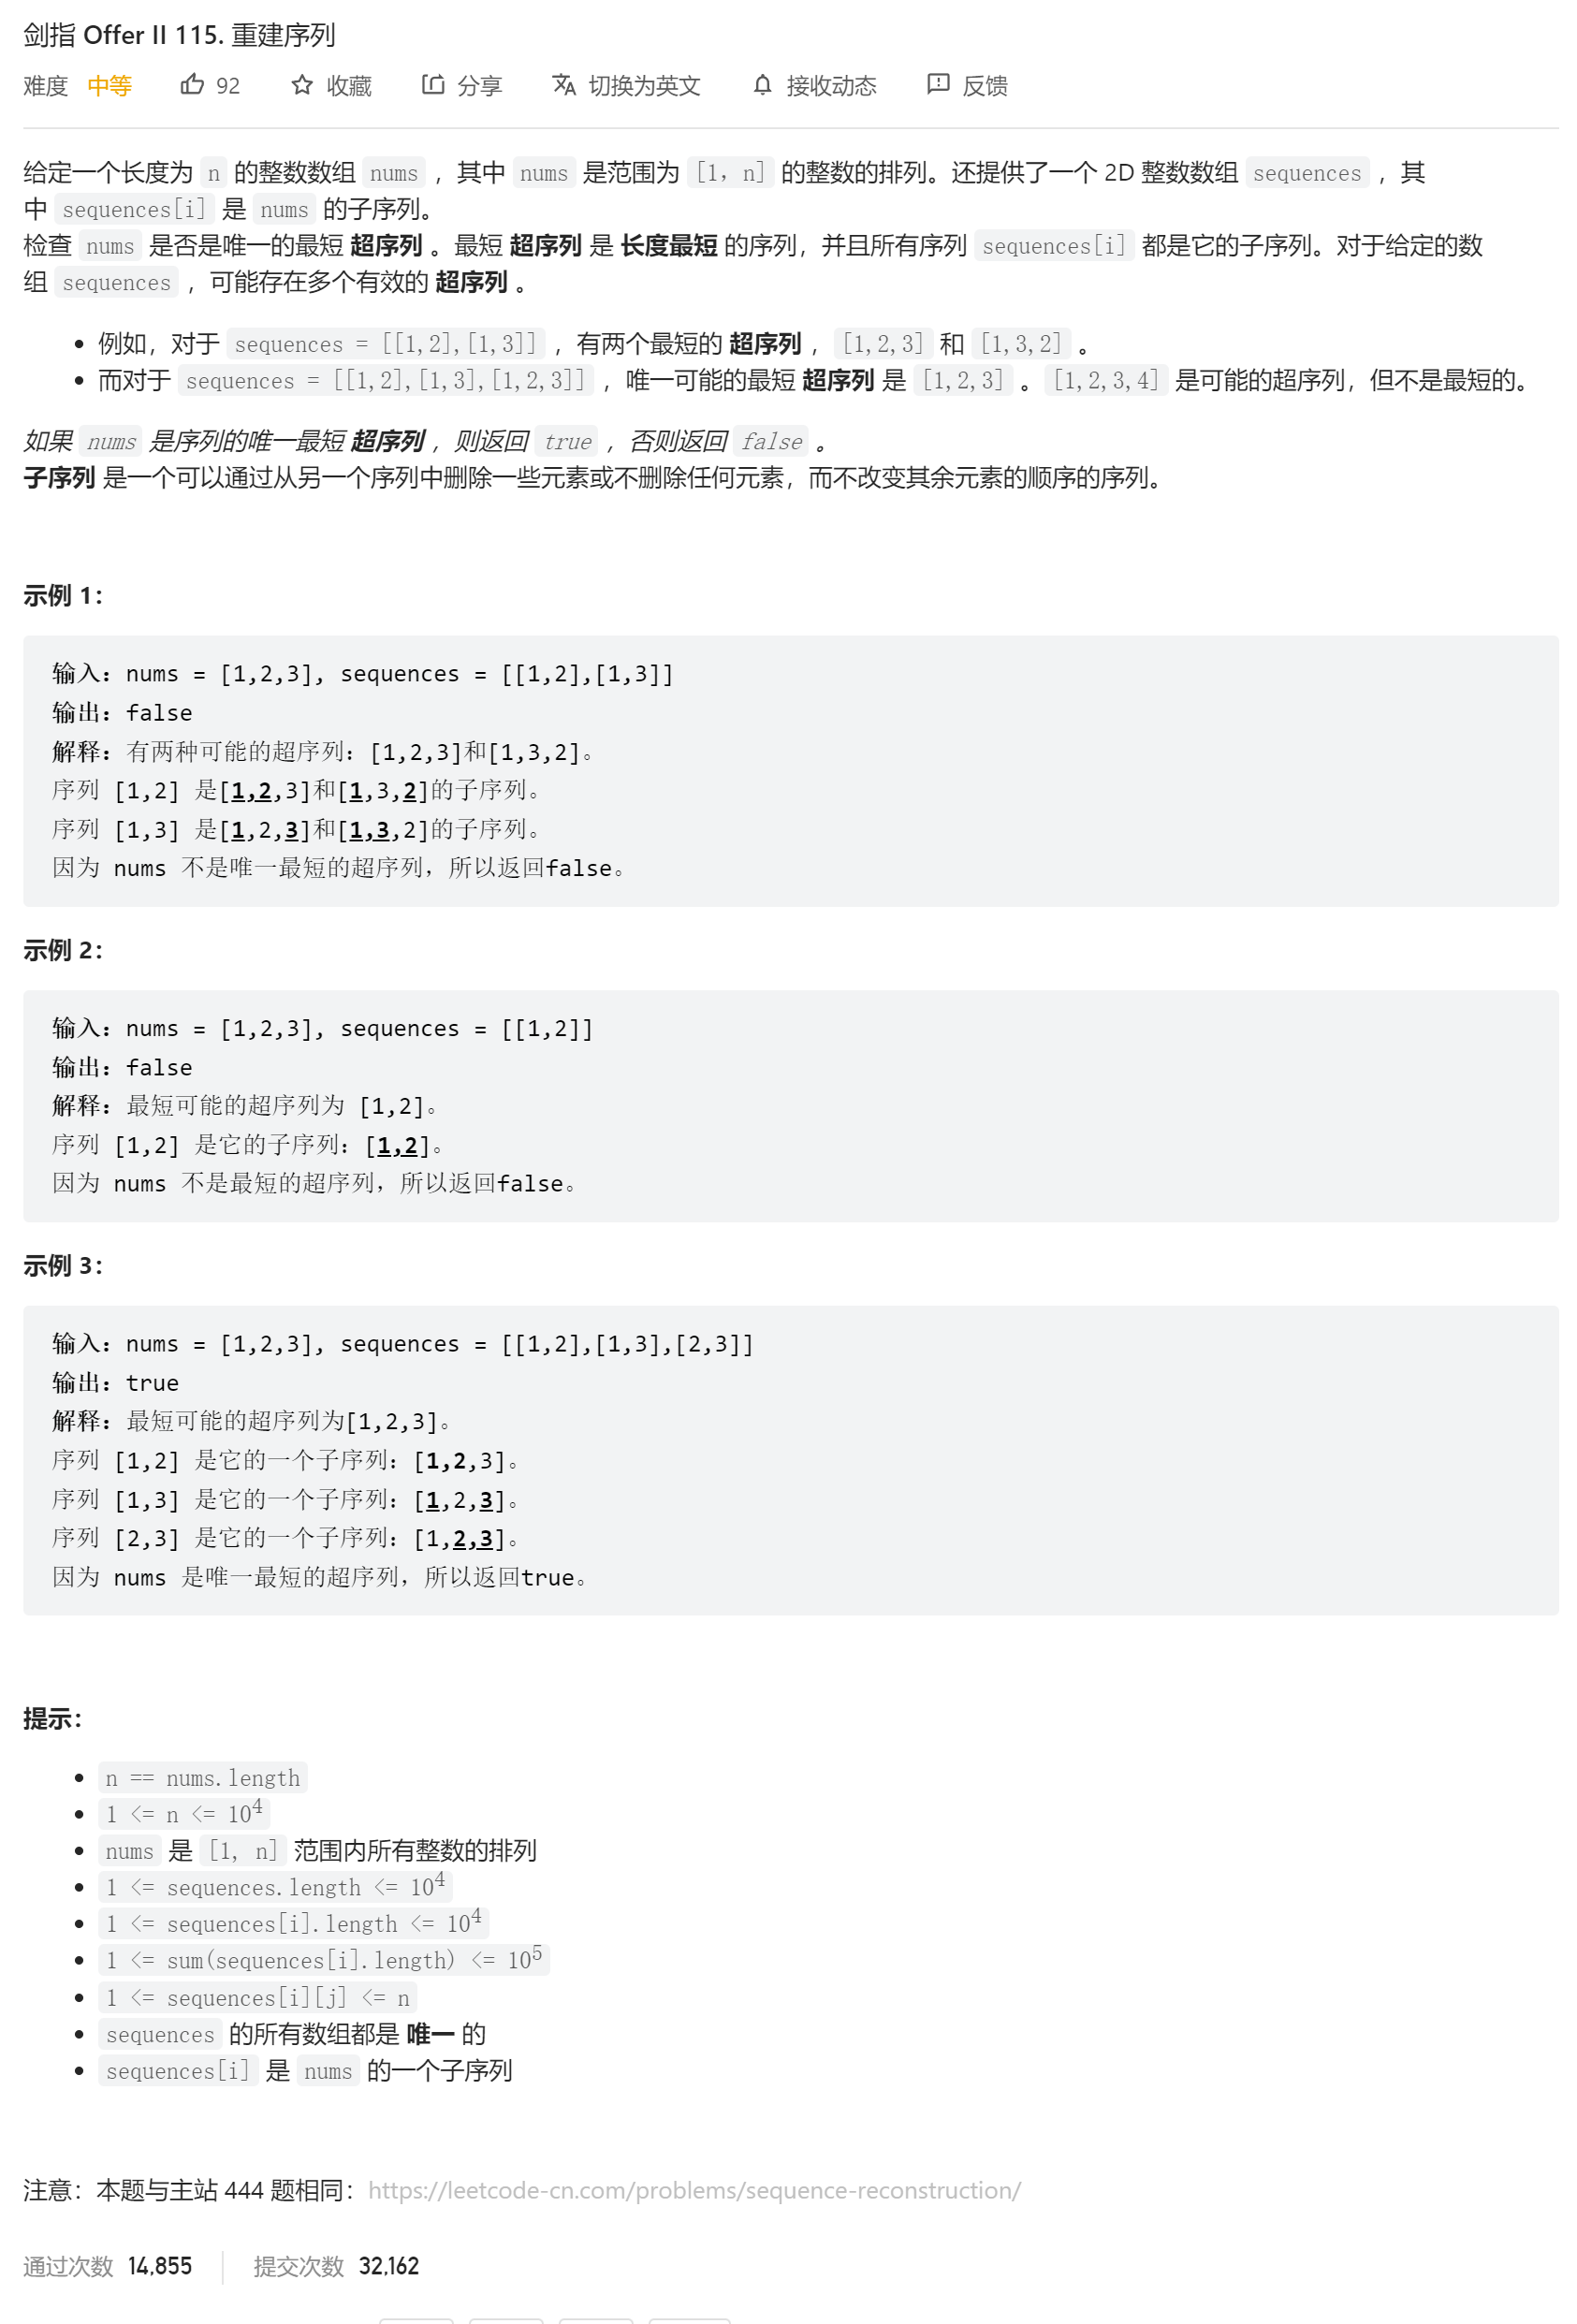 剑指 Offer II 115. 重建序列
难度 中等 92 收藏 分享 切换为英文 接收动态 反馈
给定一个长度为 n 的整数数组 nums ，其中 nums 是范围为 [1，n] 的整数的排列。还提供了一个 2D 整数数组 sequences ，其
中 sequences[i] 是 nums 的子序列。
检查 nums 是否是唯一的最短 超序列 。最短 超序列 是 长度最短 的序列，并且所有序列 sequences[i] 都是它的子序列。对于给定的数
组 sequences ，可能存在多个有效的 超序列 。
• 例如，对于 sequences = [[1,2],[1,3]] ，有两个最短的 超序列 ，[1,2,3] 和 [1,3,2] 。
• 而对于 sequences = [[1,2],[1,3],[1,2,3]] ，唯一可能的最短 超序列 是 [1,2,3] 。[1,2,3,4] 是可能的超序列，但不是最短的。
如果 nums 是序列的唯一最短 超序列 ，则返回 true ，否则返回 false 。
子序列 是一个可以通过从另一个序列中删除一些元素或不删除任何元素，而不改变其余元素的顺序的序列。
示例 1：
输入：nums = [1,2,3], sequences = [[1,2],[1,3]]
输出：false
解释：有两种可能的超序列：[1,2,3]和[1,3,2]。
序列 [1,2] 是[1,2,3]和[1,3,2]的子序列。
序列 [1,3] 是[1,2,3]和[1,3,2]的子序列。
因为 nums 不是唯一最短的超序列，所以返回false。
示例 2：
输入：nums = [1,2,3], sequences = [[1,2]]
输出：false
解释：最短可能的超序列为 [1,2]。
序列 [1,2] 是它的子序列：[1,2]。
因为 nums 不是最短的超序列，所以返回false。
示例 3：
输入：nums = [1,2,3], sequences = [[1,2],[1,3],[2,3]]
输出：true
解释：最短可能的超序列为[1,2,3]。
序列 [1,2] 是它的一个子序列：[1,2,3]。
序列 [1,3] 是它的一个子序列：[1,2,3]。
序列 [2,3] 是它的一个子序列：[1,2,3]。
因为 nums 是唯一最短的超序列，所以返回true。
提示：
• n == nums.length
• 1 <= n <= 10⁴
• nums 是 [1, n] 范围内所有整数的排列
• 1 <= sequences.length <= 10⁴
• 1 <= sequences[i].length <= 10⁴
• 1 <= sum(sequences[i].length) <= 10⁵
• 1 <= sequences[i][j] <= n
• sequences 的所有数组都是 唯一 的
• sequences[i] 是 nums 的一个子序列
注意：本题与主站 444 题相同：https://leetcode-cn.com/problems/sequence-reconstruction/
通过次数 14,855 提交次数 32,162